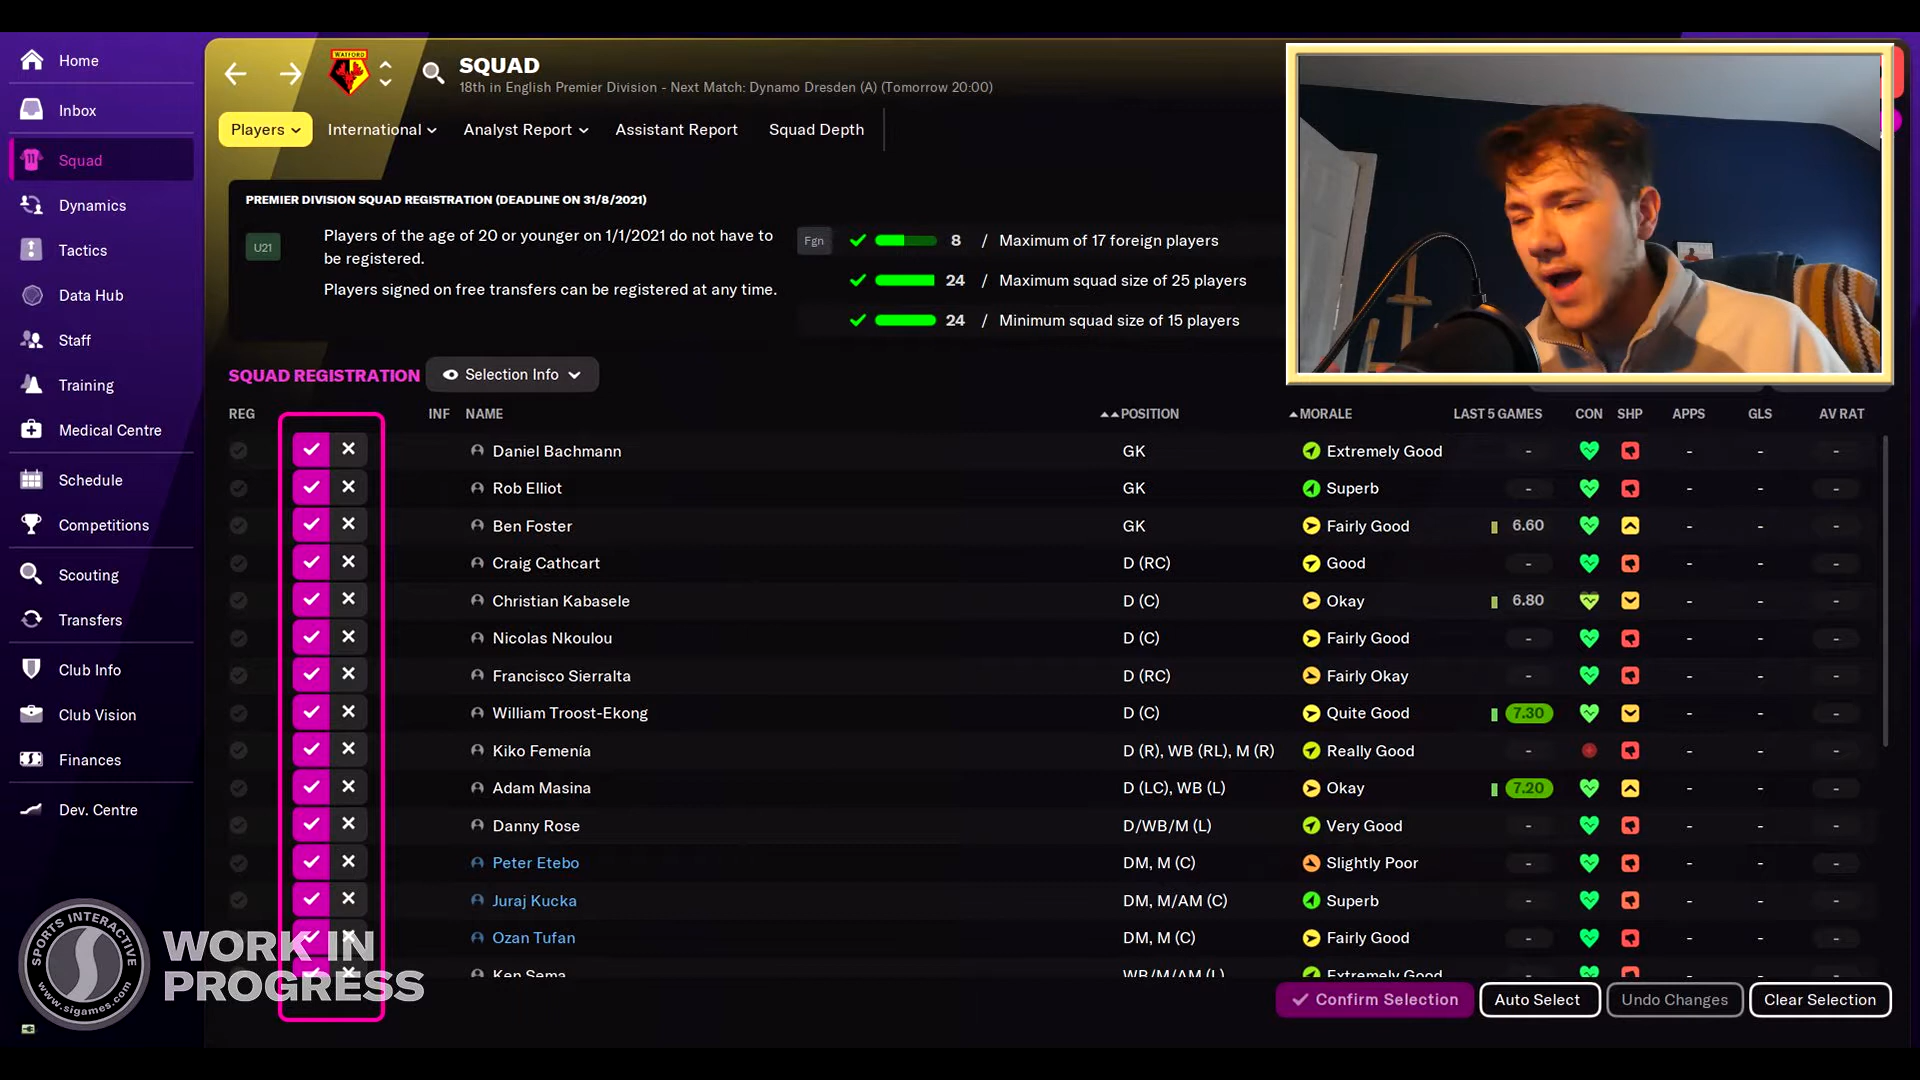 Home
Inbox
Squad
Dynamics
Tactics
Data Hub
Staff
Training
Medical Centre
Schedule
Competitions
Scouting
Transfers
Club Info
Club Vision
Finances
Dev. Centre
WATFORD
SQUAD
18th in English Premier Division - Next Match: Dynamo Dresden (A) (Tomorrow 20:00)
Players International Analyst Report Assistant Report Squad Depth
PREMIER DIVISION SQUAD REGISTRATION (DEADLINE ON 31/8/2021)
U21 Players of the age of 20 or younger on 1/1/2021 do not have to
be registered.
Players signed on free transfers can be registered at any time.
Fgn 8 / Maximum of 17 foreign players
24 / Maximum squad size of 25 players
24 / Minimum squad size of 15 players
SQUAD REGISTRATION Selection Info
REG INF NAME POSITION MORALE LAST 5 GAMES CON SHP APPS GLS AV RAT
Daniel Bachmann GK Extremely Good - - - -
Rob Elliot GK Superb - - - -
Ben Foster GK Fairly Good 6.60 - - -
Craig Cathcart D (RC) Good - - - -
Christian Kabasele D (C) Okay 6.80 - - -
Nicolas Nkoulou D (C) Fairly Good - - - -
Francisco Sierralta D (RC) Fairly Okay - - - -
William Troost-Ekong D (C) Quite Good 7.30 - - -
Kiko Femenía D (R), WB (RL), M (R) Really Good - - - -
Adam Masina D (LC), WB (L) Okay 7.20 - - -
Danny Rose D/WB/M (L) Very Good - - - -
Peter Etebo DM, M (C) Slightly Poor - - - -
Juraj Kucka DM, M/AM (C) Superb - - - -
Ozan Tufan DM, M (C) Fairly Good - - - -
Ken Sema WB/M/AM (L) Extremely Good
Confirm Selection Auto Select Undo Changes Clear Selection
SPORTS INTERACTIVE
www.sigames.com
WORK IN
PROGRESS